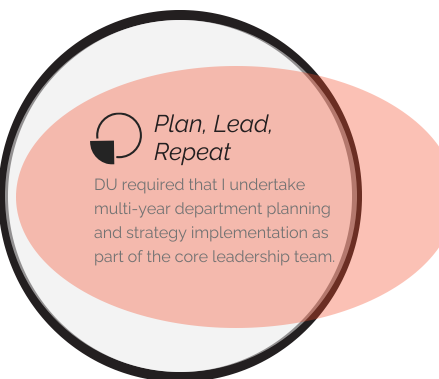 Plan, Lead,
Repeat
DU required that I undertake
multi-year department planning
and strategy implementation as
part of the core leadership team.